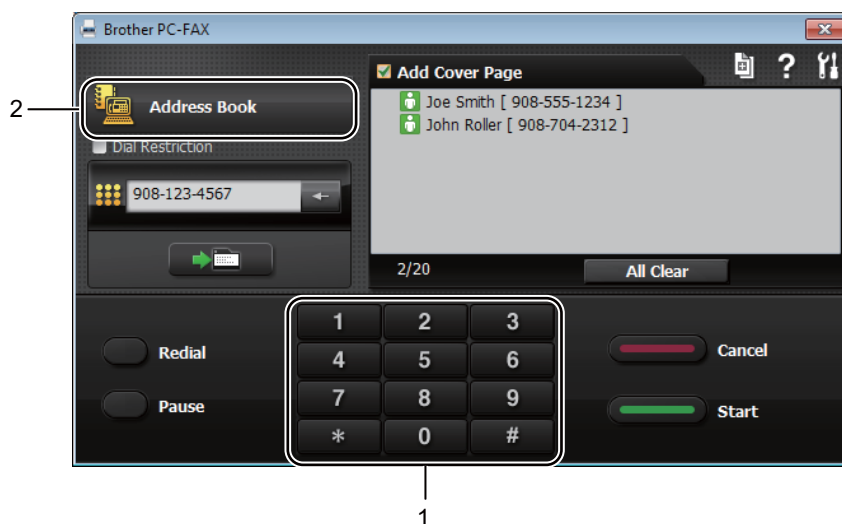 Brother PC-FAX
2
Address Book
Dial Restriction
908-123-4567
Add Cover Page
?
Joe Smith [ 908-555-1234 ]
John Roller [ 908-704-2312 ]
2/20
All Clear
Redial
Pause
1 2 3
4 5 6
7 8 9
* 0 #
Cancel
Start
1